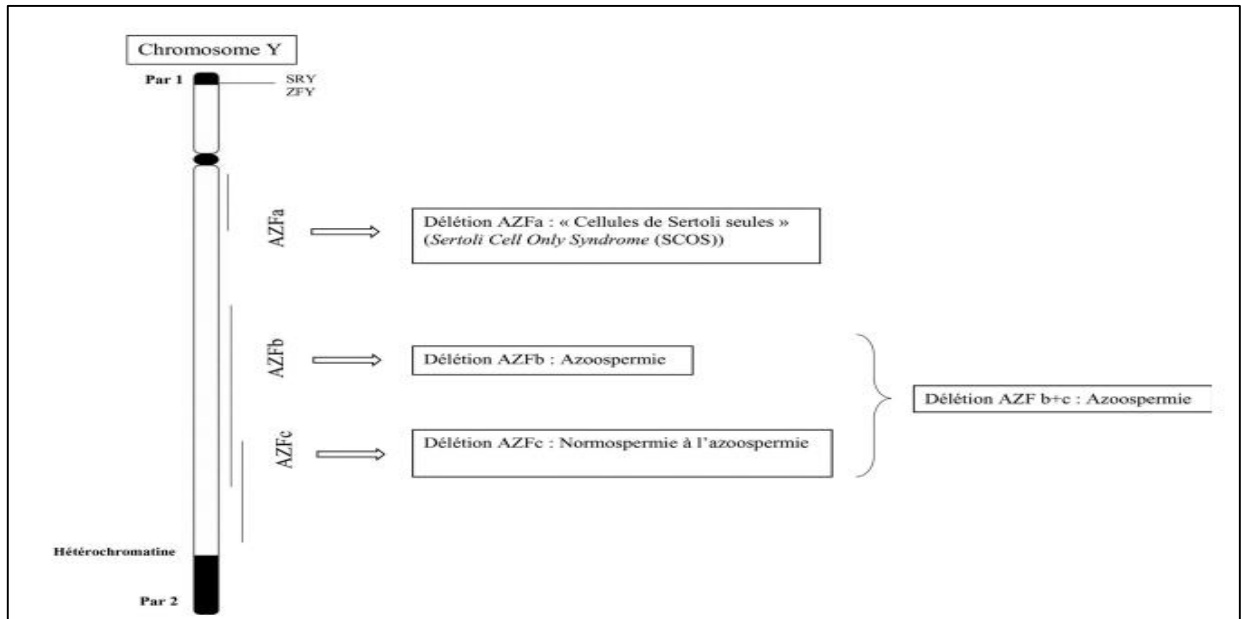 Chromosome Y
Par 1
SRY
ZFY
AZFa
Délétion AZFa : « Cellules de Sertoli seules »
(Sertoli Cell Only Syndrome (SCOS))
AZFb
Délétion AZFb : Azoospermie
Délétion AZF b+c : Azoospermie
AZFc
Délétion AZFc : Normospermie à l'azoospermie
Hétérochromatine
Par 2